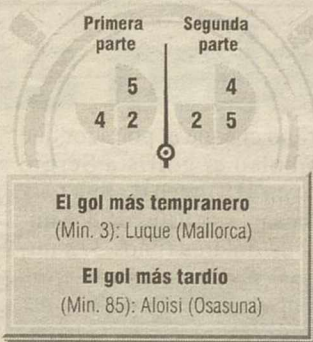 Primera parte
Segunda parte
5
4
4 2
2 5
El gol más tempranero
(Min. 3): Luque (Mallorca)
El gol más tardío
(Min. 85): Aloisi (Osasuna)